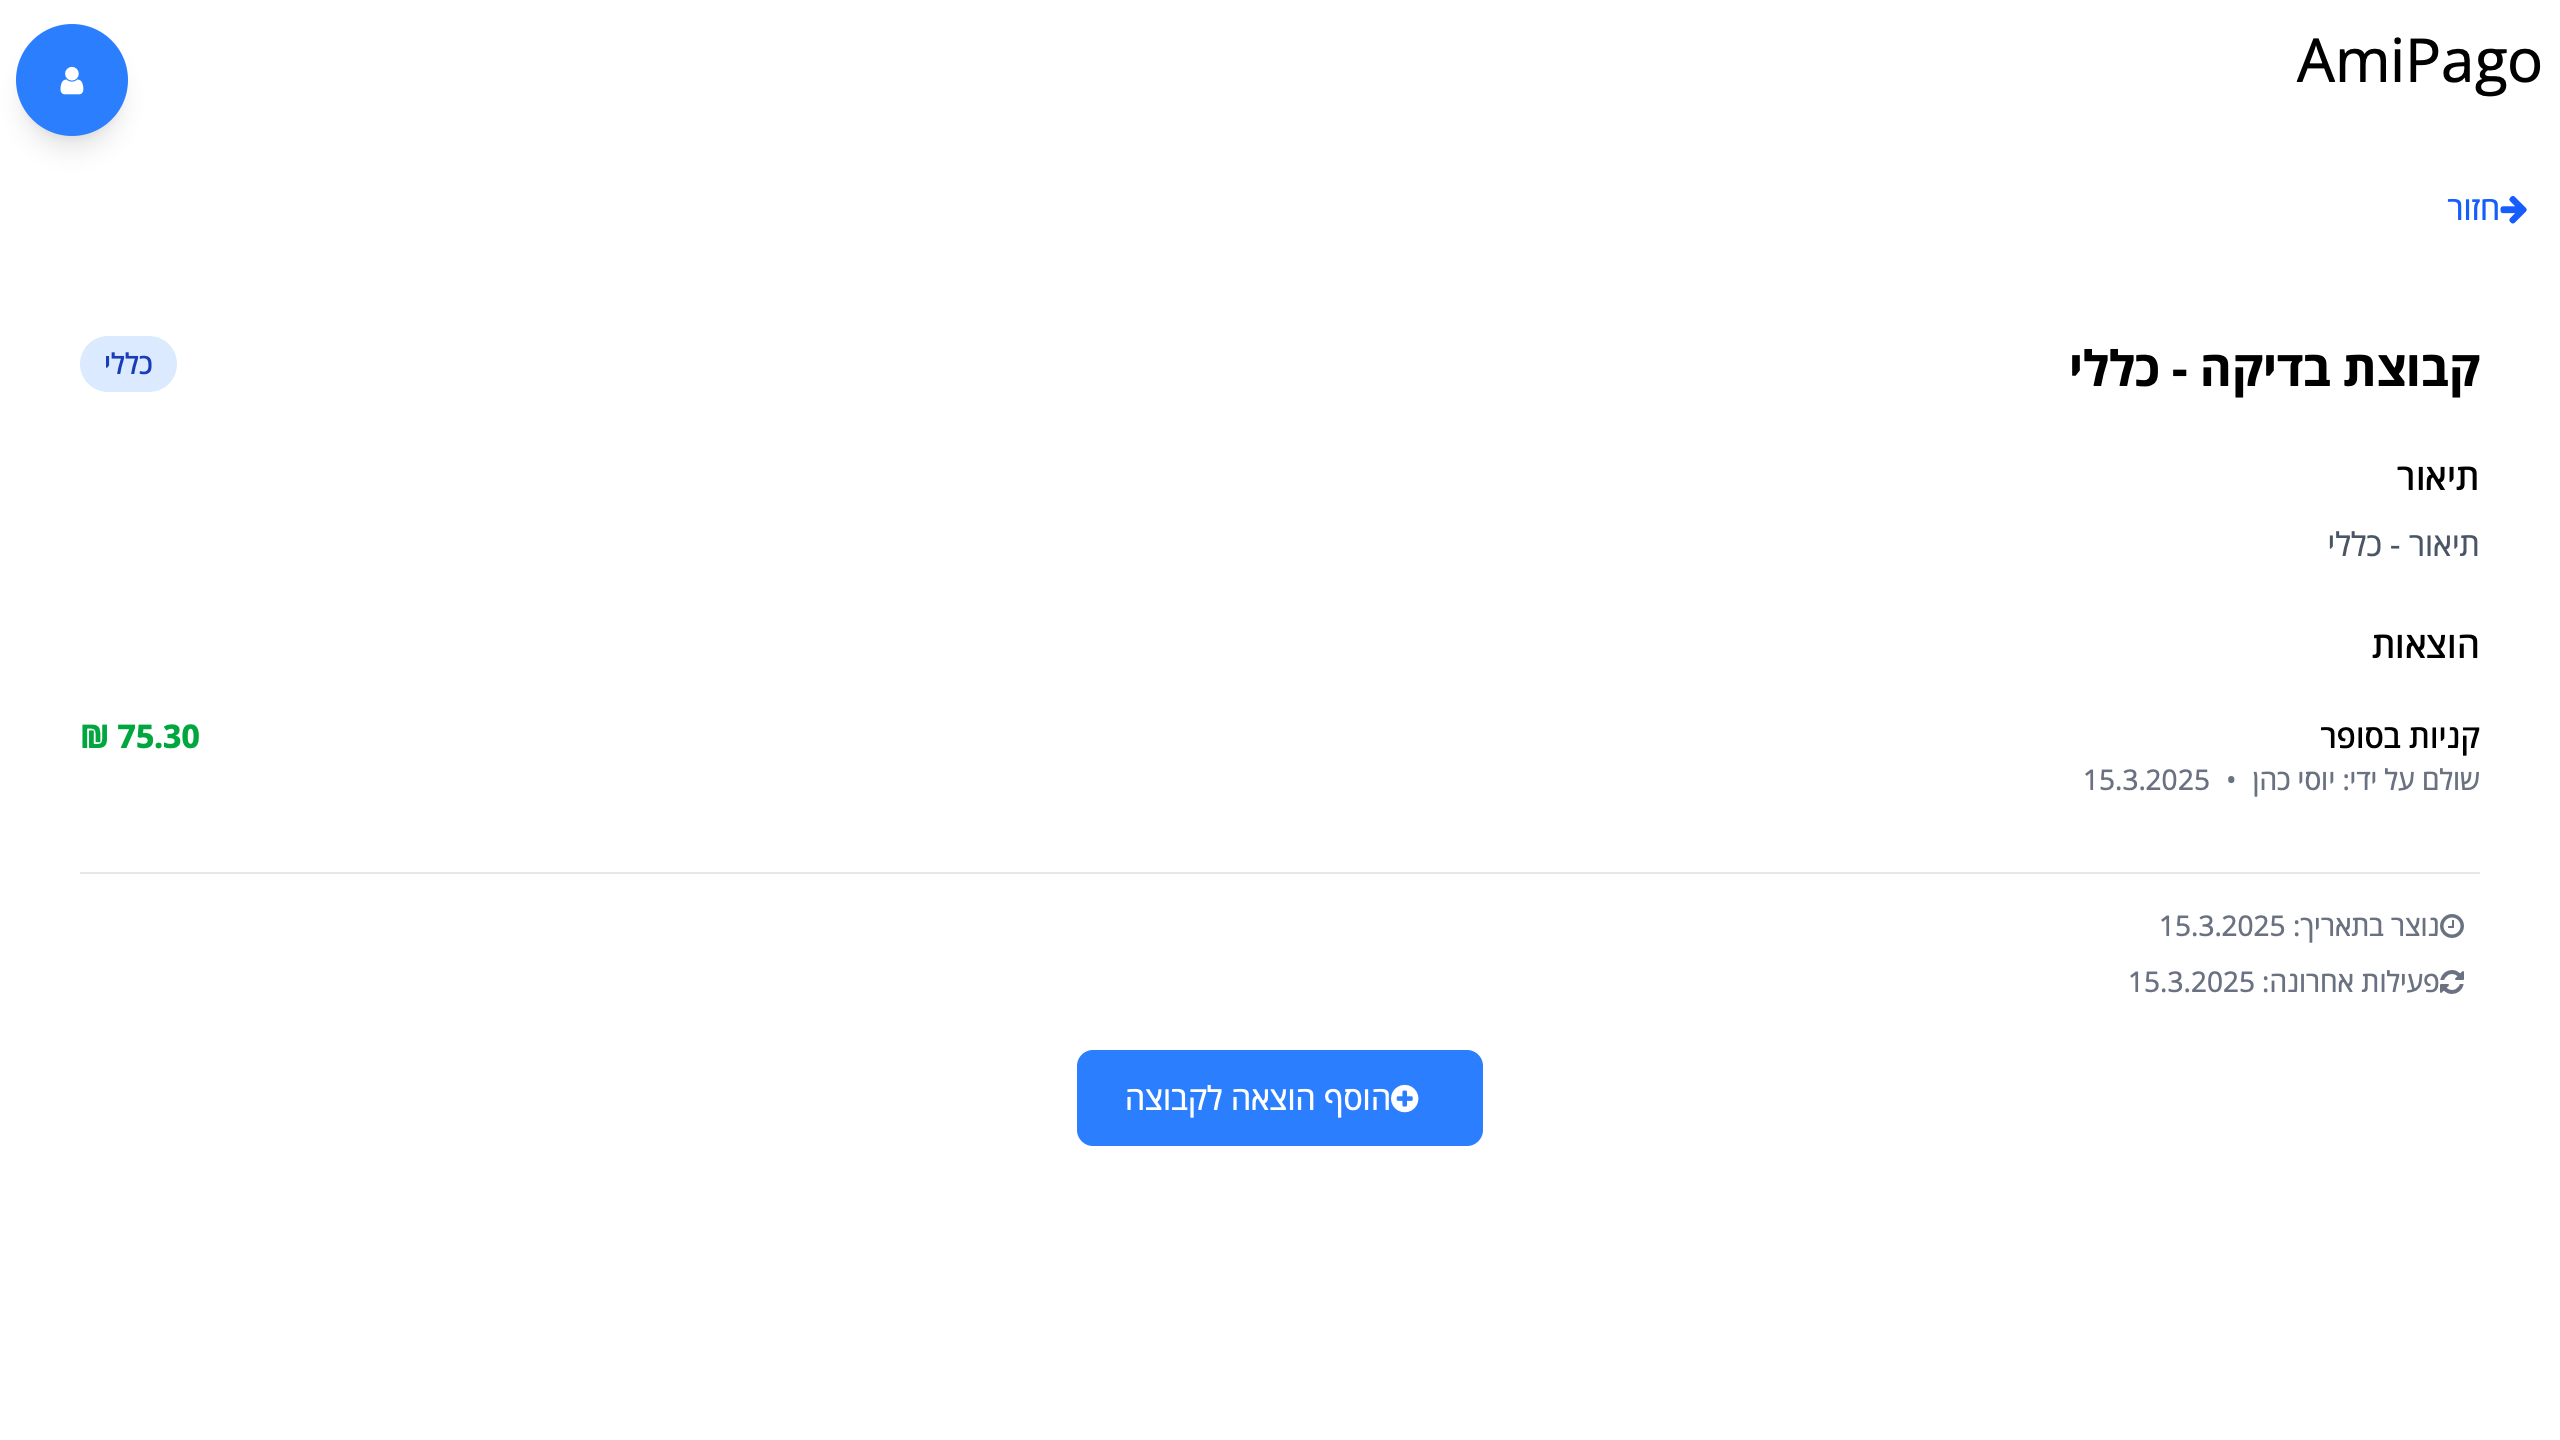 AmiPago
חזור
קבוצת בדיקה - כללי
כללי
תיאור
תיאור - כללי
הוצאות
קניות בסופר
75.30 ₪
שולם על ידי: יוסי כהן • 15.3.2025
נוצר בתאריך: 15.3.2025
פעילות אחרונה: 15.3.2025
הוסף הוצאה לקבוצה